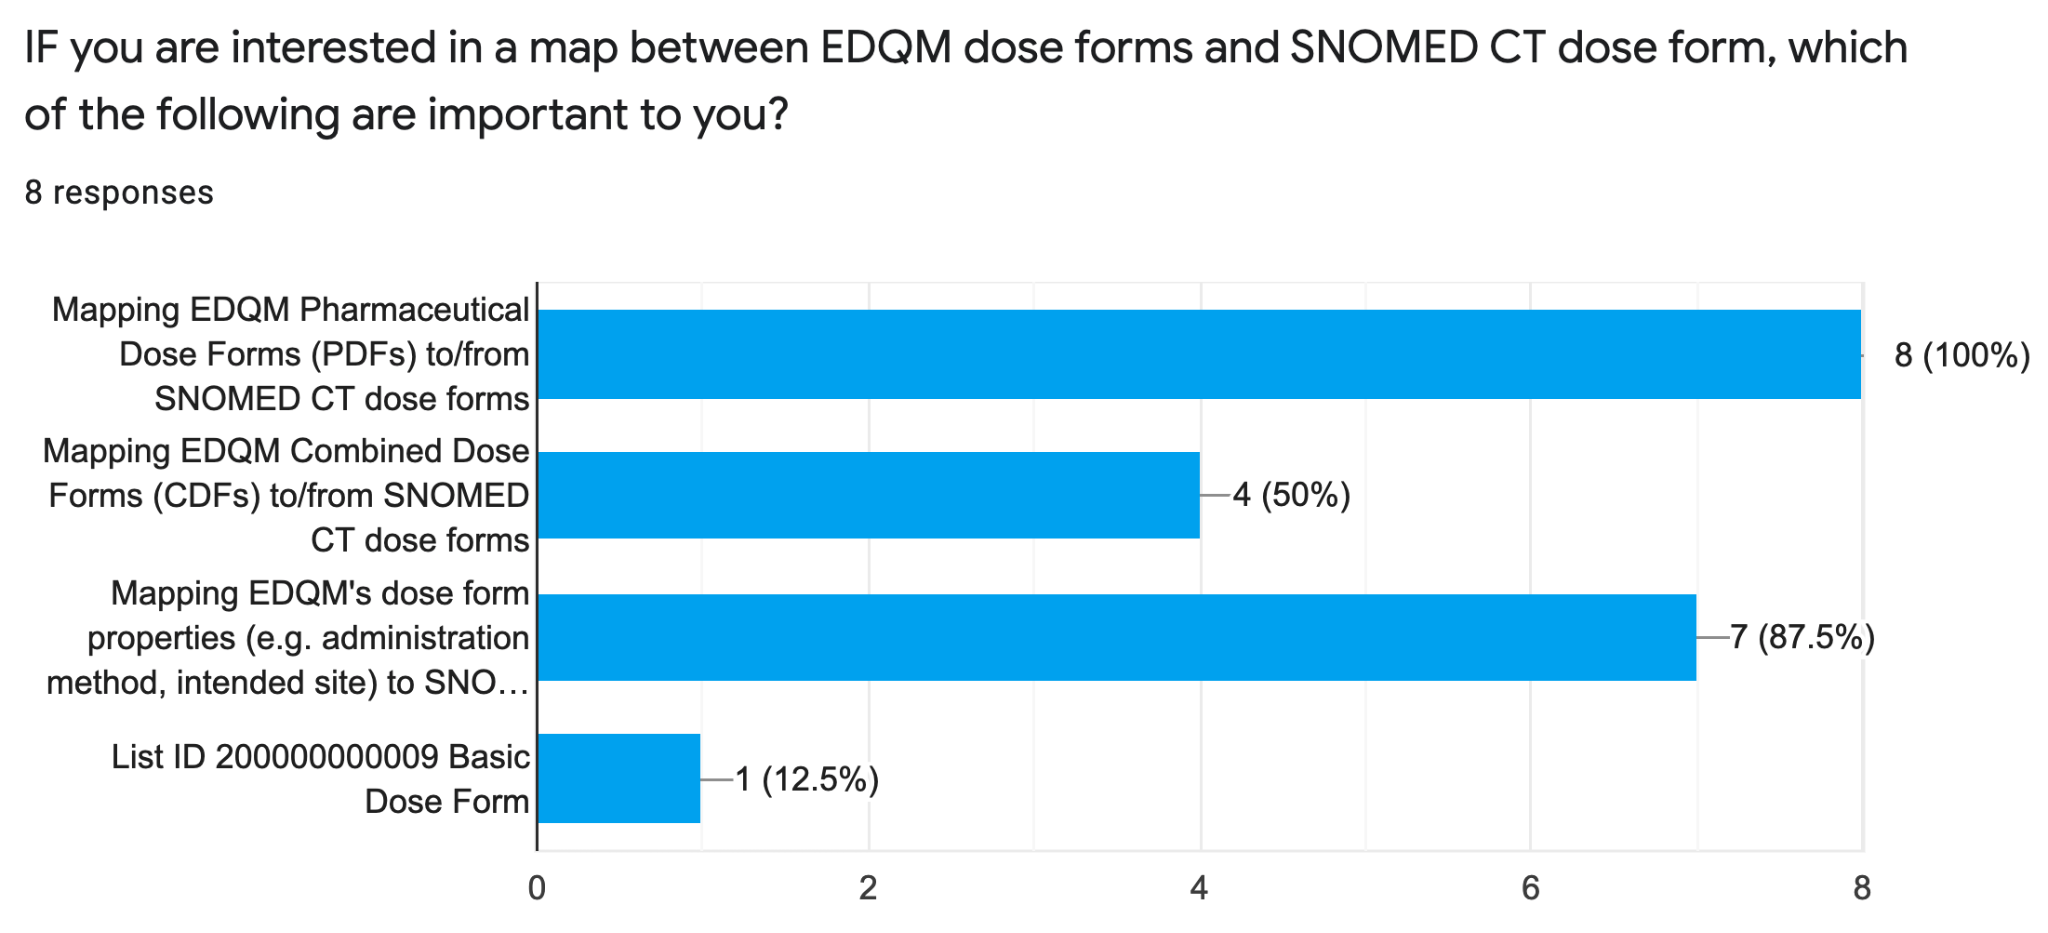 IF you are interested in a map between EDQM dose forms and SNOMED CT dose form, which
of the following are important to you?
8 responses
Mapping EDQM Pharmaceutical
Dose Forms (PDFs) to/from
SNOMED CT dose forms
8 (100%)
Mapping EDQM Combined Dose
Forms (CDFs) to/from SNOMED
CT dose forms
4 (50%)
Mapping EDQM's dose form
properties (e.g. administration
method, intended site) to SNO…
7 (87.5%)
List ID 200000000009 Basic
Dose Form
1 (12.5%)
0 2 4 6 8